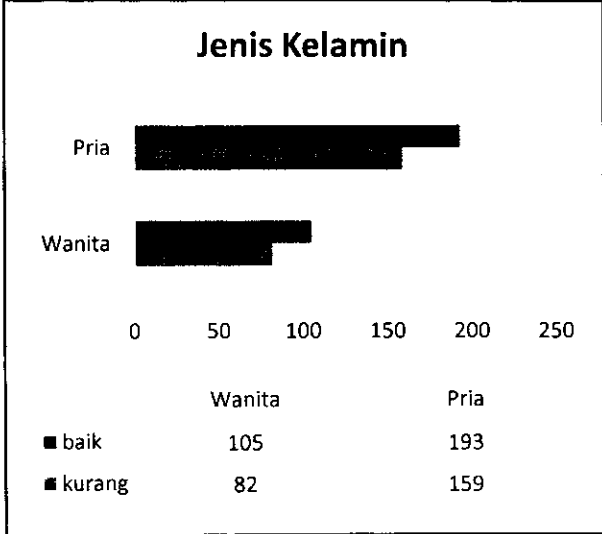 Jenis Kelamin
Pria
Wanita
0 50 100 150 200 250
Wanita Pria
baik 105 193
kurang 82 159